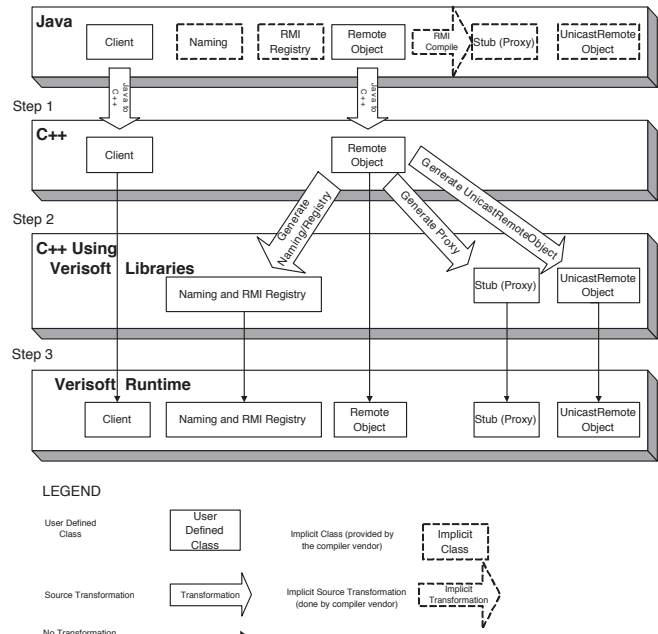 Java
Client
Naming
RMI
Registry
Remote
Object
RMI
Compile
Stub (Proxy)
UnicastRemote
Object
Java to
C++
Java to
C++
Step 1
C++
Client
Remote
Object
Generate
Naming/Registry
Generate Proxy
Generate UnicastRemoteObject
Step 2
C++ Using
Verisoft Libraries
Naming and RMI Registry
Stub (Proxy)
UnicastRemote
Object
Step 3
Verisoft Runtime
Client
Naming and RMI Registry
Remote
Object
Stub (Proxy)
UnicastRemote
Object
LEGEND
User Defined
Class
User
Defined
Class
Implicit Class (provided by
the compiler vendor)
Implicit
Class
Source Transformation
Transformation
Implicit Source Transformation
(done by compiler vendor)
Implicit
Transformation
No Transformation